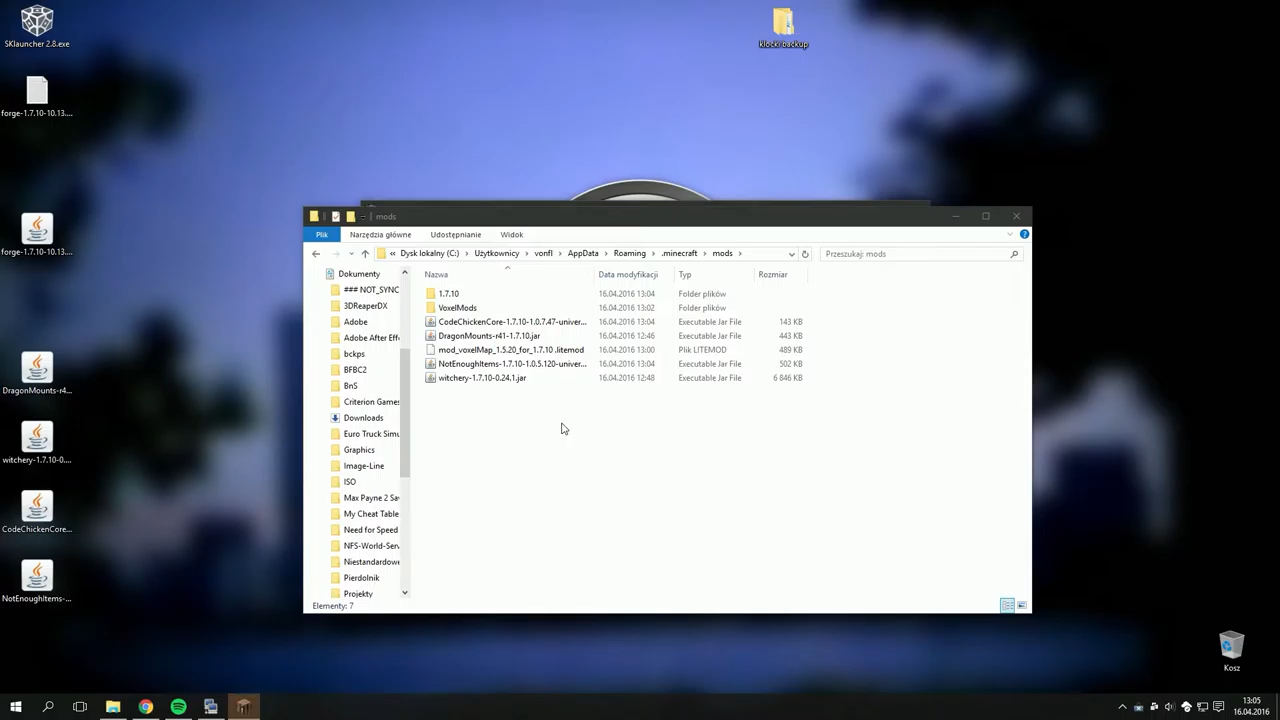 SKlauncher 2.8.exe
klocki backup
forge-1.7.10-10.13....
forge-1.7.10-10.13....
DragonMounts-r4...
witchery-1.7.10-0....
CodeChickenCore...
NotEnoughItems-...
mods
Plik Narzędzia główne Udostępnianie Widok
« Dysk lokalny (C:) › Użytkownicy › vonfl › AppData › Roaming › .minecraft › mods ›
Przeszukaj: mods
Nazwa Data modyfikacji Typ Rozmiar
Dokumenty
### NOT_SYNC
3DReaperDX
Adobe
Adobe After Eff
bckps
BFBC2
BnS
Criterion Games
Downloads
Euro Truck Simu
Graphics
Image-Line
ISO
Max Payne 2 Sav
My Cheat Table
Need for Speed
NFS-World-Serv
Niestandardowe
Pierdolnik
Projekty
1.7.10 16.04.2016 13:04 Folder plików
VoxelMods 16.04.2016 13:02 Folder plików
CodeChickenCore-1.7.10-1.0.7.47-univer... 16.04.2016 13:04 Executable Jar File 143 KB
DragonMounts-r41-1.7.10.jar 16.04.2016 12:46 Executable Jar File 443 KB
mod_voxelMap_1.5.20_for_1.7.10 .litemod 16.04.2016 13:00 Plik LITEMOD 489 KB
NotEnoughItems-1.7.10-1.0.5.120-univer... 16.04.2016 13:04 Executable Jar File 502 KB
witchery-1.7.10-0.24.1.jar 16.04.2016 12:48 Executable Jar File 6 846 KB
Elementy: 7
Kosz
13:05
16.04.2016